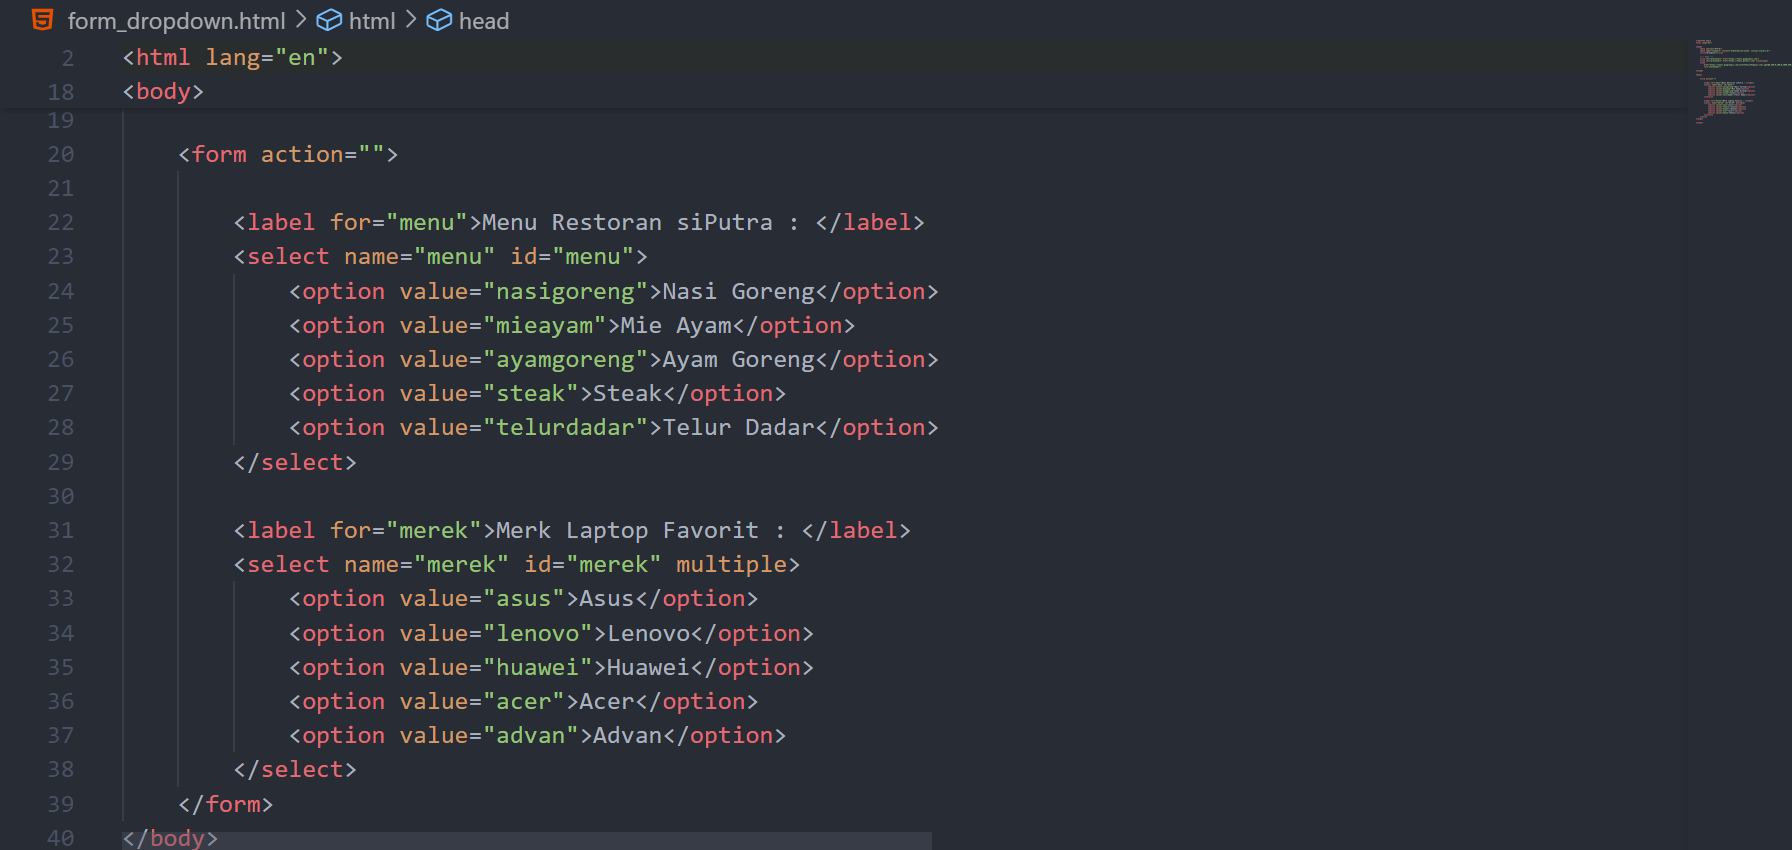 form_dropdown.html > html > head
2 <html lang="en">
18 <body>
19
20 <form action="">
21
22 <label for="menu">Menu Restoran siPutra : </label>
23 <select name="menu" id="menu">
24 <option value="nasigoreng">Nasi Goreng</option>
25 <option value="mieayam">Mie Ayam</option>
26 <option value="ayamgoreng">Ayam Goreng</option>
27 <option value="steak">Steak</option>
28 <option value="telurdadar">Telur Dadar</option>
29 </select>
30
31 <label for="merek">Merk Laptop Favorit : </label>
32 <select name="merek" id="merek" multiple>
33 <option value="asus">Asus</option>
34 <option value="lenovo">Lenovo</option>
35 <option value="huawei">Huawei</option>
36 <option value="acer">Acer</option>
37 <option value="advan">Advan</option>
38 </select>
39 </form>
40 </body>